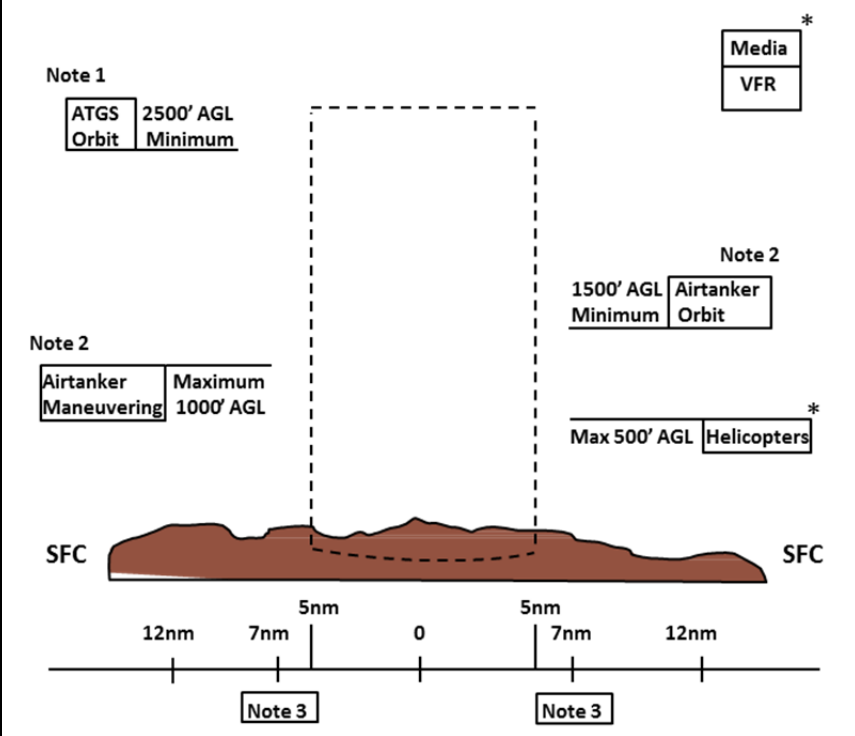 *
Media
VFR
Note 1
ATGS 2500’ AGL
Orbit Minimum
Note 2
1500’ AGL Airtanker
Minimum Orbit
Note 2
Airtanker Maximum
Maneuvering 1000’ AGL
*
Max 500’ AGL Helicopters
SFC SFC
5nm 5nm
12nm 7nm 0 7nm 12nm
Note 3 Note 3